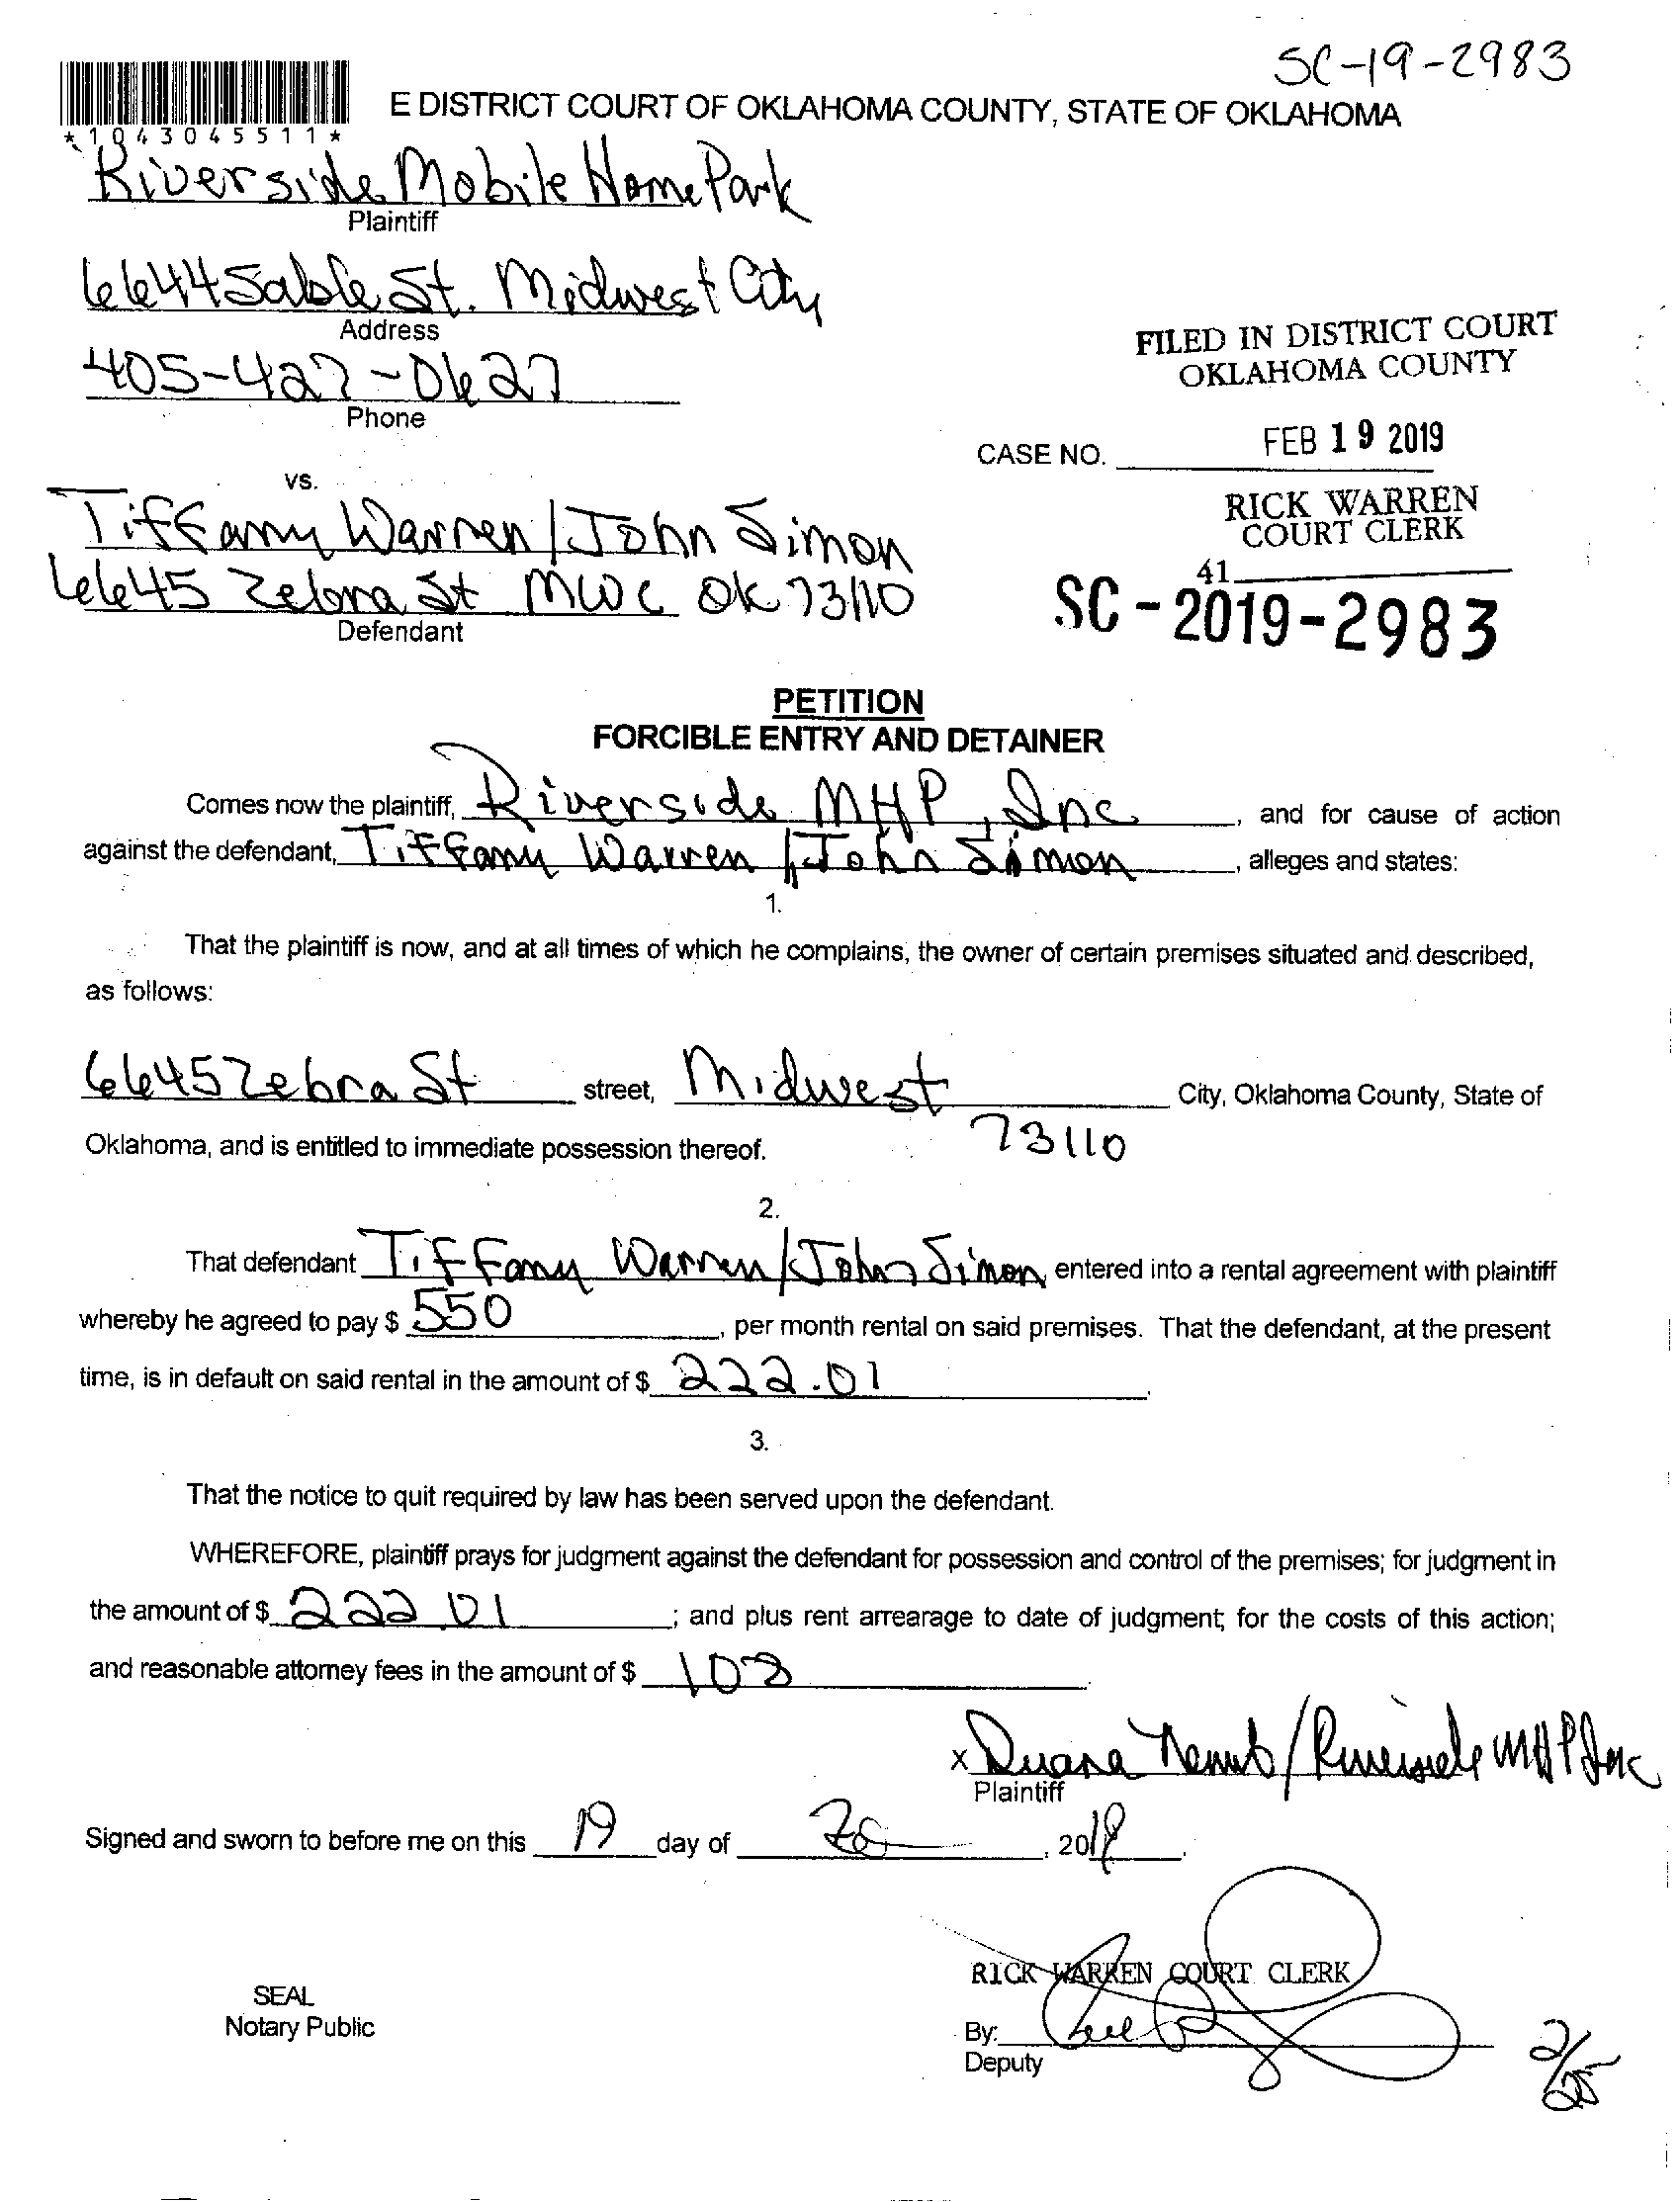 SC-19-2983
E DISTRICT COURT OF OKLAHOMA COUNTY, STATE OF OKLAHOMA
*1043045511*
Riverside Mobile Home Park
Plaintiff
6644 Sable St. Midwest City
Address
405-427-0627
Phone
FILED IN DISTRICT COURT
OKLAHOMA COUNTY
FEB 19 2019
CASE NO.
RICK WARREN
COURT CLERK
41
SC-2019-2983
vs.
Tiffany Warren / John Simon
6645 Zebra St MWC OK 73110
Defendant
PETITION
FORCIBLE ENTRY AND DETAINER
Comes now the plaintiff, Riverside MHP, Inc, and for cause of action
against the defendant, Tiffany Warren / John Simon, alleges and states:
1.
That the plaintiff is now, and at all times of which he complains, the owner of certain premises situated and described,
as follows:
6645 Zebra St street, Midwest City, Oklahoma County, State of
73110
Oklahoma, and is entitled to immediate possession thereof.
2.
That defendant Tiffany Warren / John Simon entered into a rental agreement with plaintiff
whereby he agreed to pay $ 550, per month rental on said premises. That the defendant, at the present
time, is in default on said rental in the amount of $ 222.01.
3.
That the notice to quit required by law has been served upon the defendant.
WHEREFORE, plaintiff prays for judgment against the defendant for possession and control of the premises; for judgment in
the amount of $ 222 01; and plus rent arrearage to date of judgment; for the costs of this action;
and reasonable attorney fees in the amount of $ 103.
x / Riverside MHP Inc
Plaintiff
Signed and sworn to before me on this 19 day of , 2019.
RICK WARREN COURT CLERK
SEAL
Notary Public
By:
Deputy
2/25